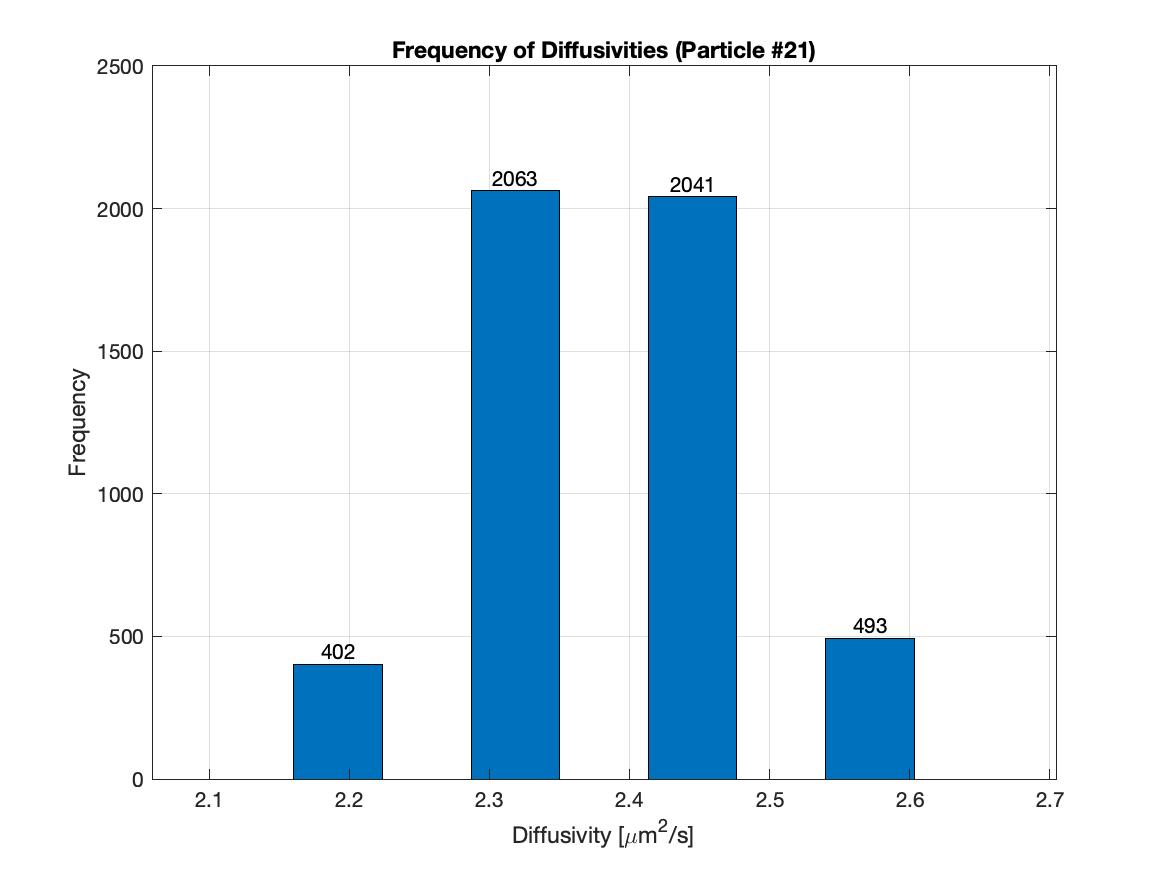 Frequency of Diffusivities (Particle #21)
2500
2000
1500
1000
500
0
Frequency
402
2063
2041
493
2.1 2.2 2.3 2.4 2.5 2.6 2.7
Diffusivity [μm²/s]